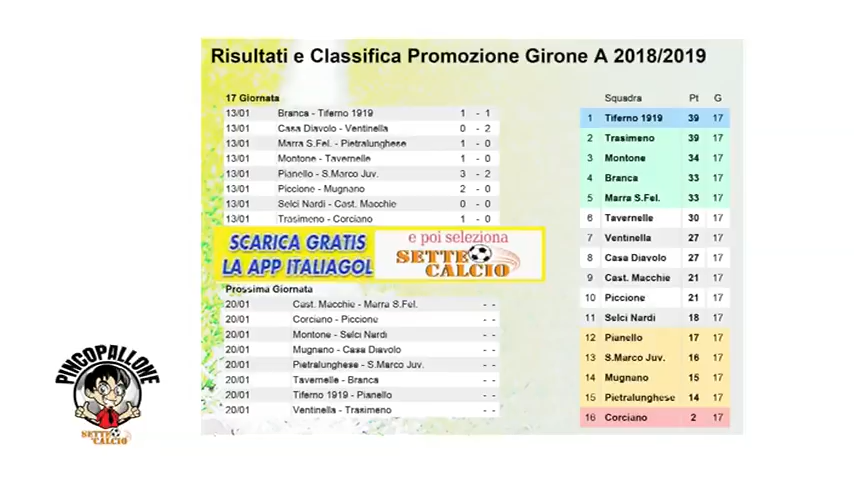 Risultati e Classifica Promozione Girone A 2018/2019
17 Giornata
13/01 Branca - Tiferno 1919 1 - 1
13/01 Casa Diavolo - Ventinella 0 - 2
13/01 Marra S.Fel. - Pietralunghese 1 - 0
13/01 Montone - Tavernelle 1 - 0
13/01 Pianello - S.Marco Juv. 3 - 2
13/01 Piccione - Mugnano 2 - 0
13/01 Selci Nardi - Cast. Macchie 0 - 0
13/01 Trasimeno - Corciano 1 - 0
SCARICA GRATIS
LA APP ITALIAGOL
e poi seleziona
SETTE
CALCIO
Prossima Giornata
20/01 Cast. Macchie - Marra S.Fel. - -
20/01 Corciano - Piccione - -
20/01 Montone - Selci Nardi - -
20/01 Mugnano - Casa Diavolo - -
20/01 Pietralunghese - S.Marco Juv. - -
20/01 Tavernelle - Branca - -
20/01 Tiferno 1919 - Pianello - -
20/01 Ventinella - Trasimeno - -
Squadra Pt G
1 Tiferno 1919 39 17
2 Trasimeno 39 17
3 Montone 34 17
4 Branca 33 17
5 Marra S.Fel. 33 17
6 Tavernelle 30 17
7 Ventinella 27 17
8 Casa Diavolo 27 17
9 Cast. Macchie 21 17
10 Piccione 21 17
11 Selci Nardi 18 17
12 Pianello 17 17
13 S.Marco Juv. 16 17
14 Mugnano 15 17
15 Pietralunghese 14 17
16 Corciano 2 17
PINCOPALLONE
SETTE
CALCIO